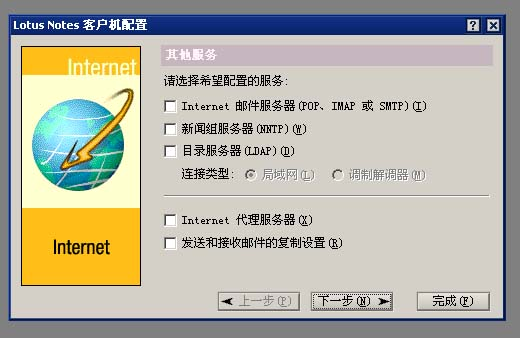 Lotus Notes 客户机配置
Internet
Internet
其他服务
请选择希望配置的服务:
Internet 邮件服务器(POP、IMAP 或 SMTP)(I)
新闻组服务器(NNTP)(W)
目录服务器(LDAP)(D)
连接类型: 局域网(L) 调制解调器(M)
Internet 代理服务器(X)
发送和接收邮件的复制设置(R)
上一步(P) 下一步(N) 完成(F)